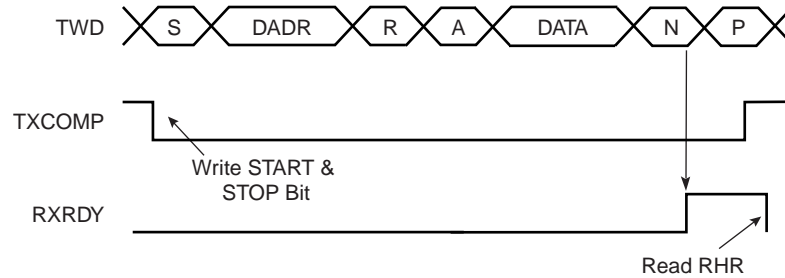 TWD S DADR R A DATA N P
TXCOMP
Write START &
STOP Bit
RXRDY
Read RHR